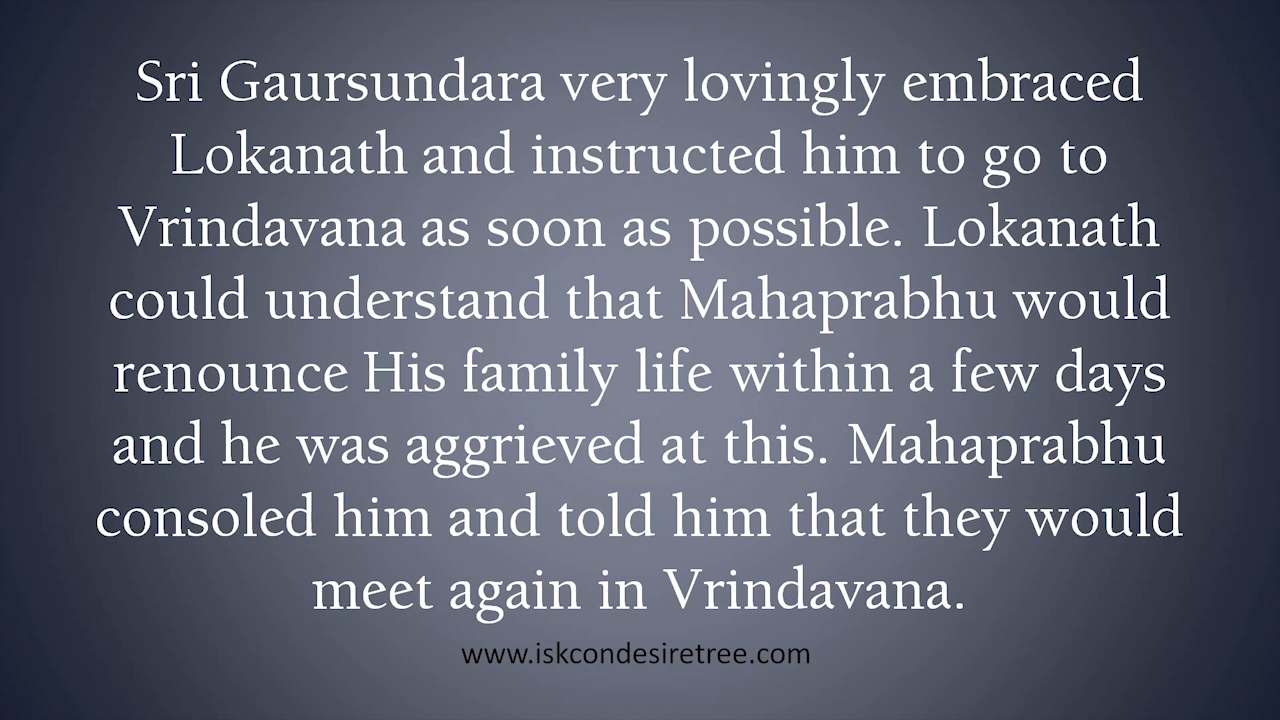 Sri Gaursundara very lovingly embraced
Lokanath and instructed him to go to
Vrindavana as soon as possible. Lokanath
could understand that Mahaprabhu would
renounce His family life within a few days
and he was aggrieved at this. Mahaprabhu
consoled him and told him that they would
meet again in Vrindavana.
www.iskcondesiretree.com